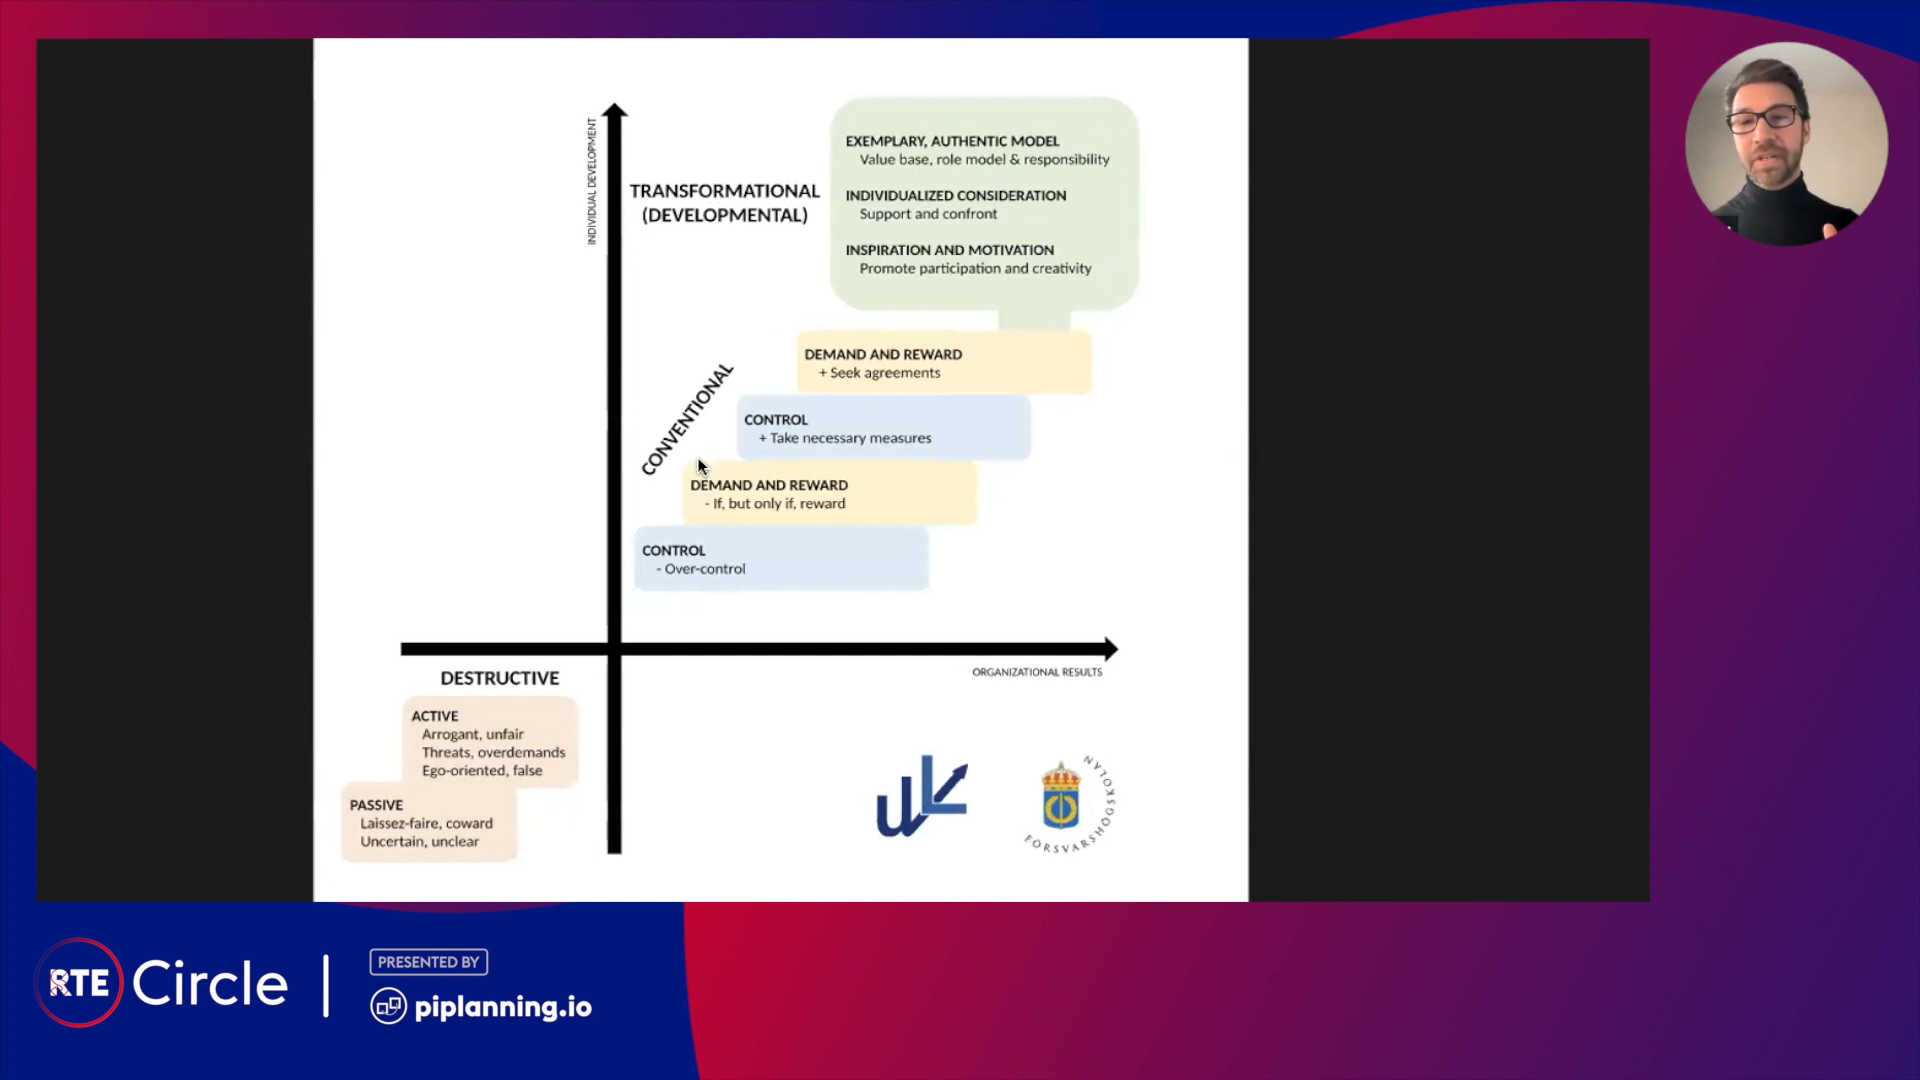 INDIVIDUAL DEVELOPMENT
TRANSFORMATIONAL
(DEVELOPMENTAL)
EXEMPLARY, AUTHENTIC MODEL
Value base, role model & responsibility
INDIVIDUALIZED CONSIDERATION
Support and confront
INSPIRATION AND MOTIVATION
Promote participation and creativity
CONVENTIONAL
DEMAND AND REWARD
+ Seek agreements
CONTROL
+ Take necessary measures
DEMAND AND REWARD
- If, but only if, reward
CONTROL
- Over-control
ORGANIZATIONAL RESULTS
DESTRUCTIVE
ACTIVE
Arrogant, unfair
Threats, overdemands
Ego-oriented, false
PASSIVE
Laissez-faire, coward
Uncertain, unclear
UL
FÖRSVARSHÖGSKOLAN
RTE Circle
PRESENTED BY
piplanning.io